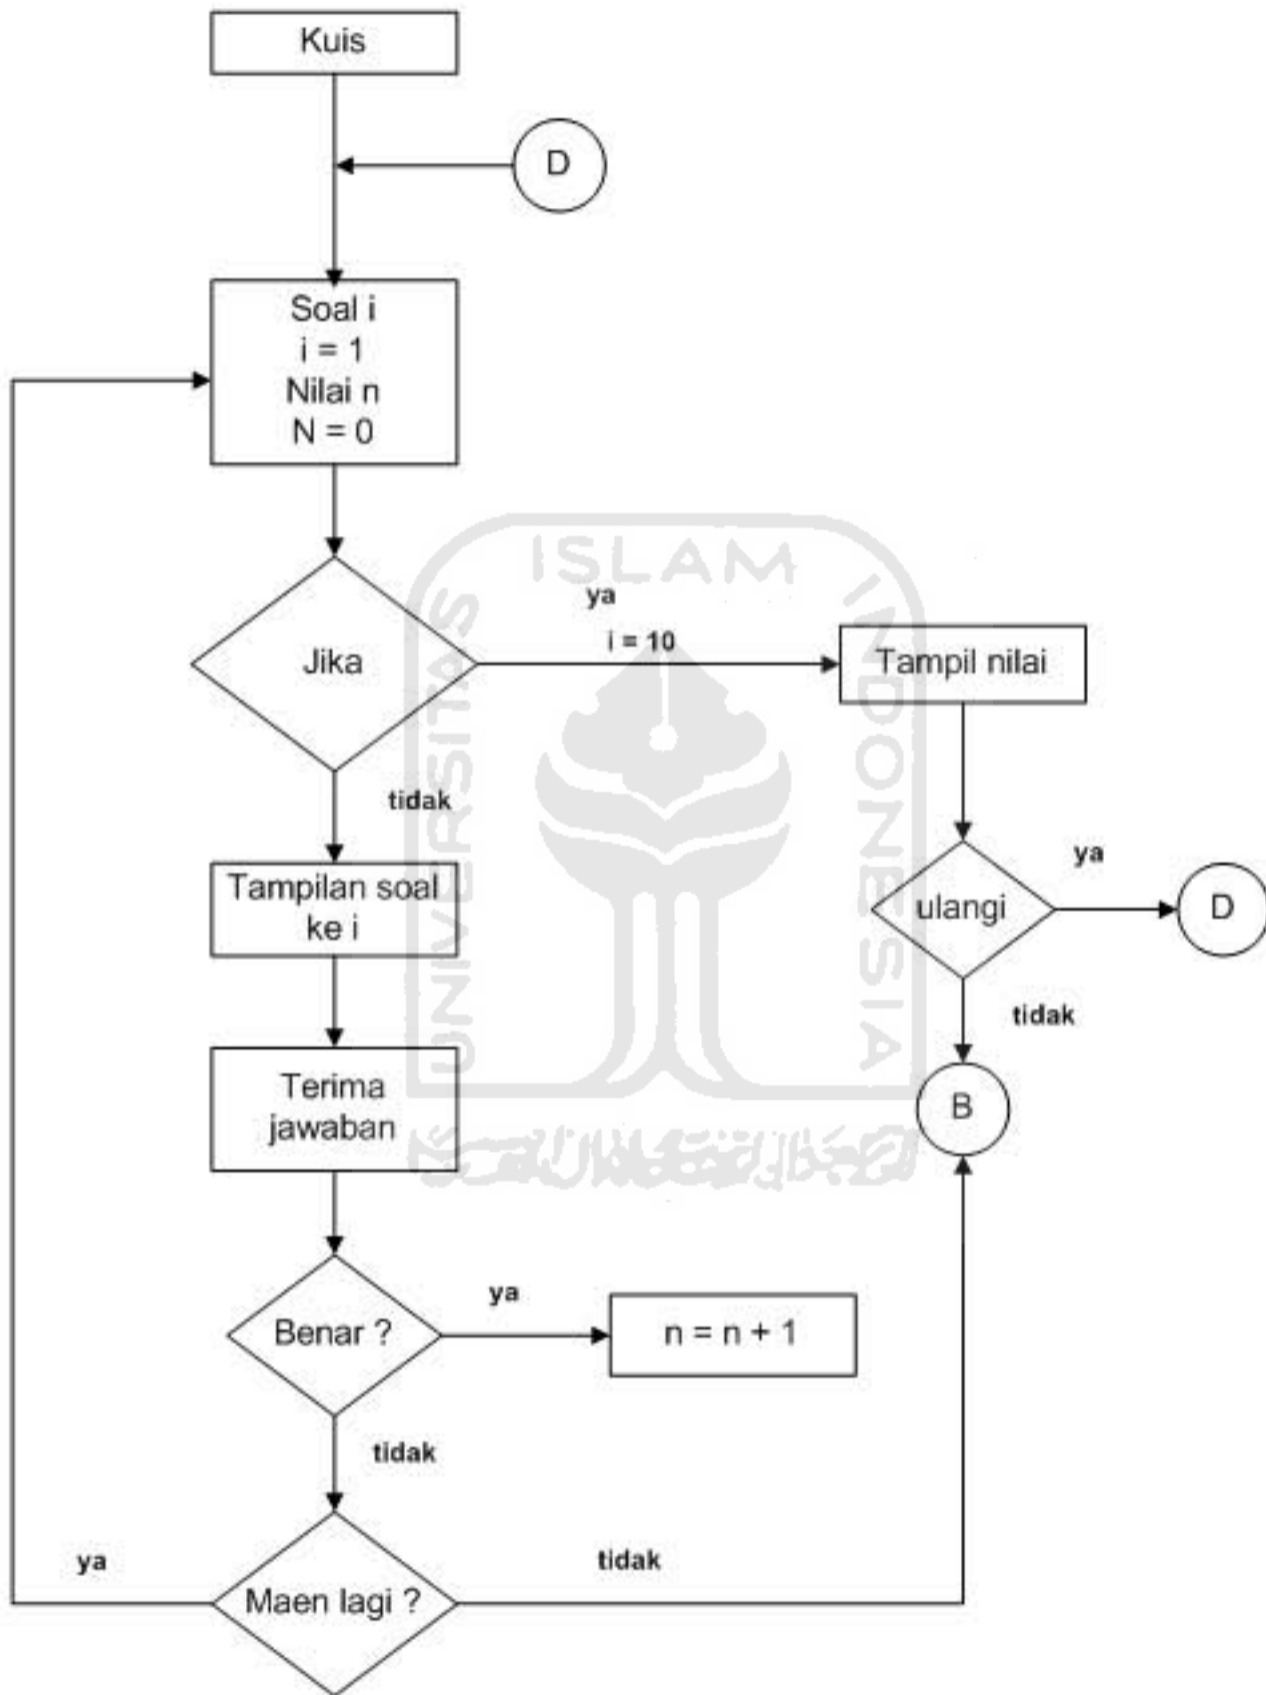 Kuis
D
Soal i
i = 1
Nilai n
N = 0
ISLAM
UNIVERSITAS
INDONESIA
ya
i = 10
Jika
Tampil nilai
tidak
Tampilan soal
ke i
ulangi
ya
D
tidak
Terima
jawaban
B
Benar ?
ya
n = n + 1
tidak
ya
Maen lagi ?
tidak